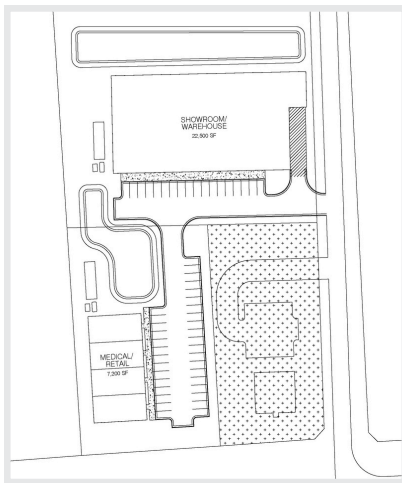 SHOWROOM/
WAREHOUSE
22,500 SF
MEDICAL/
RETAIL
7,200 SF